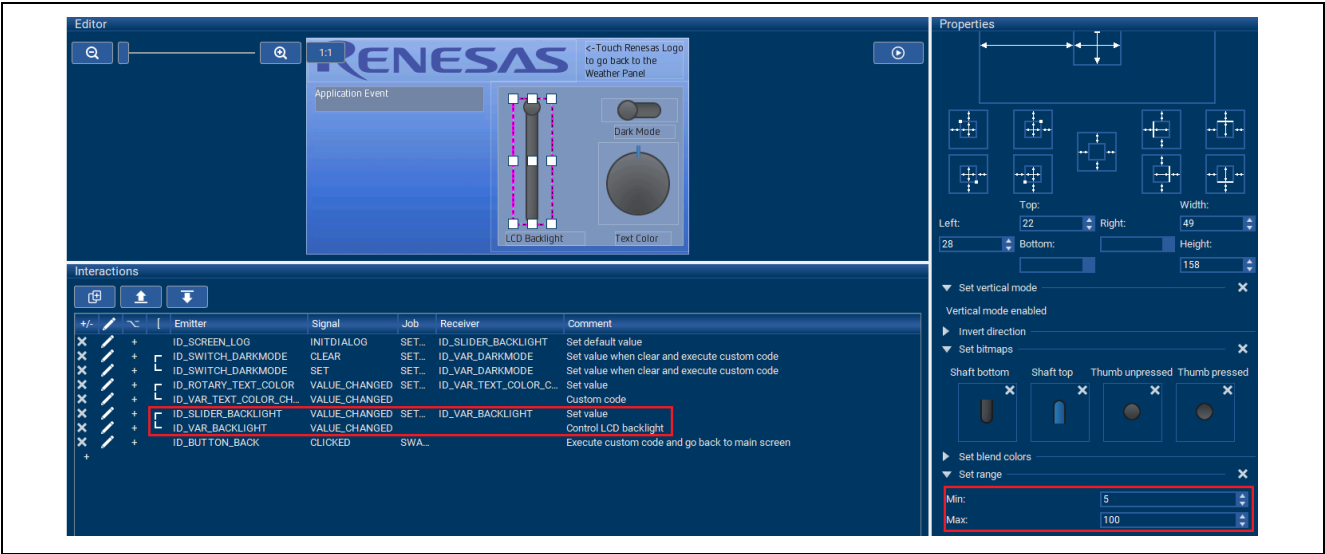 Editor
1:1
RENESAS
<-Touch Renesas Logo
to go back to the
Weather Panel
Application Event
Dark Mode
LCD Backlight
Text Color
Interactions
+/- [ Emitter Signal Job Receiver Comment
+ ID_SCREEN_LOG INITDIALOG SET... ID_SLIDER_BACKLIGHT Set default value
+ ID_SWITCH_DARKMODE CLEAR SET... ID_VAR_DARKMODE Set value when clear and execute custom code
+ ID_SWITCH_DARKMODE SET SET... ID_VAR_DARKMODE Set value when clear and execute custom code
+ ID_ROTARY_TEXT_COLOR VALUE_CHANGED SET... ID_VAR_TEXT_COLOR_C... Set value
+ ID_VAR_TEXT_COLOR_CH... VALUE_CHANGED Custom code
+ ID_SLIDER_BACKLIGHT VALUE_CHANGED SET... ID_VAR_BACKLIGHT Set value
+ ID_VAR_BACKLIGHT VALUE_CHANGED Control LCD backlight
+ ID_BUTTON_BACK CLICKED SWA... Execute custom code and go back to main screen
+
Properties
Top: Width:
Left: 22 Right: 49
28 Bottom: Height:
158
Set vertical mode
Vertical mode enabled
Invert direction
Set bitmaps
Shaft bottom Shaft top Thumb unpressed Thumb pressed
Set blend colors
Set range
Min: 5
Max: 100